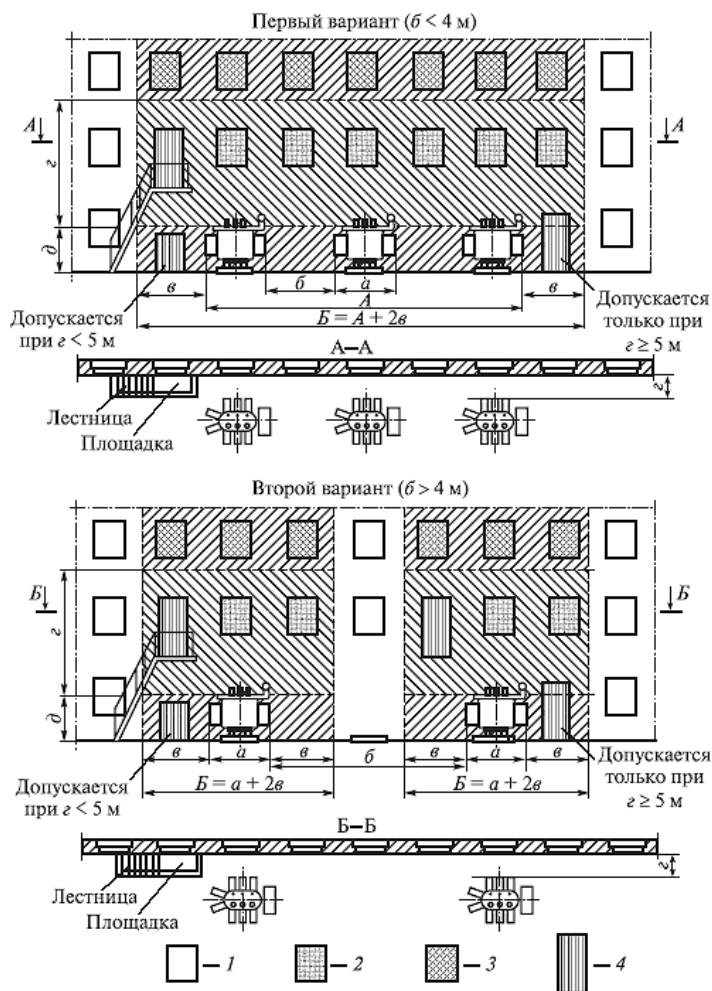 Первый вариант (б < 4 м)
А
А
г
д
в
б
а
в
А
Б = А + 2в
Допускается
при г < 5 м
Допускается
только при
г ≥ 5 м
А–А
Лестница
Площадка
г
Второй вариант (б > 4 м)
Б
Б
г
д
в
а
в
б
в
а
в
Б = а + 2в
Б = а + 2в
Допускается
при г < 5 м
Допускается
только при
г ≥ 5 м
Б–Б
Лестница
Площадка
г
– 1
– 2
– 3
– 4